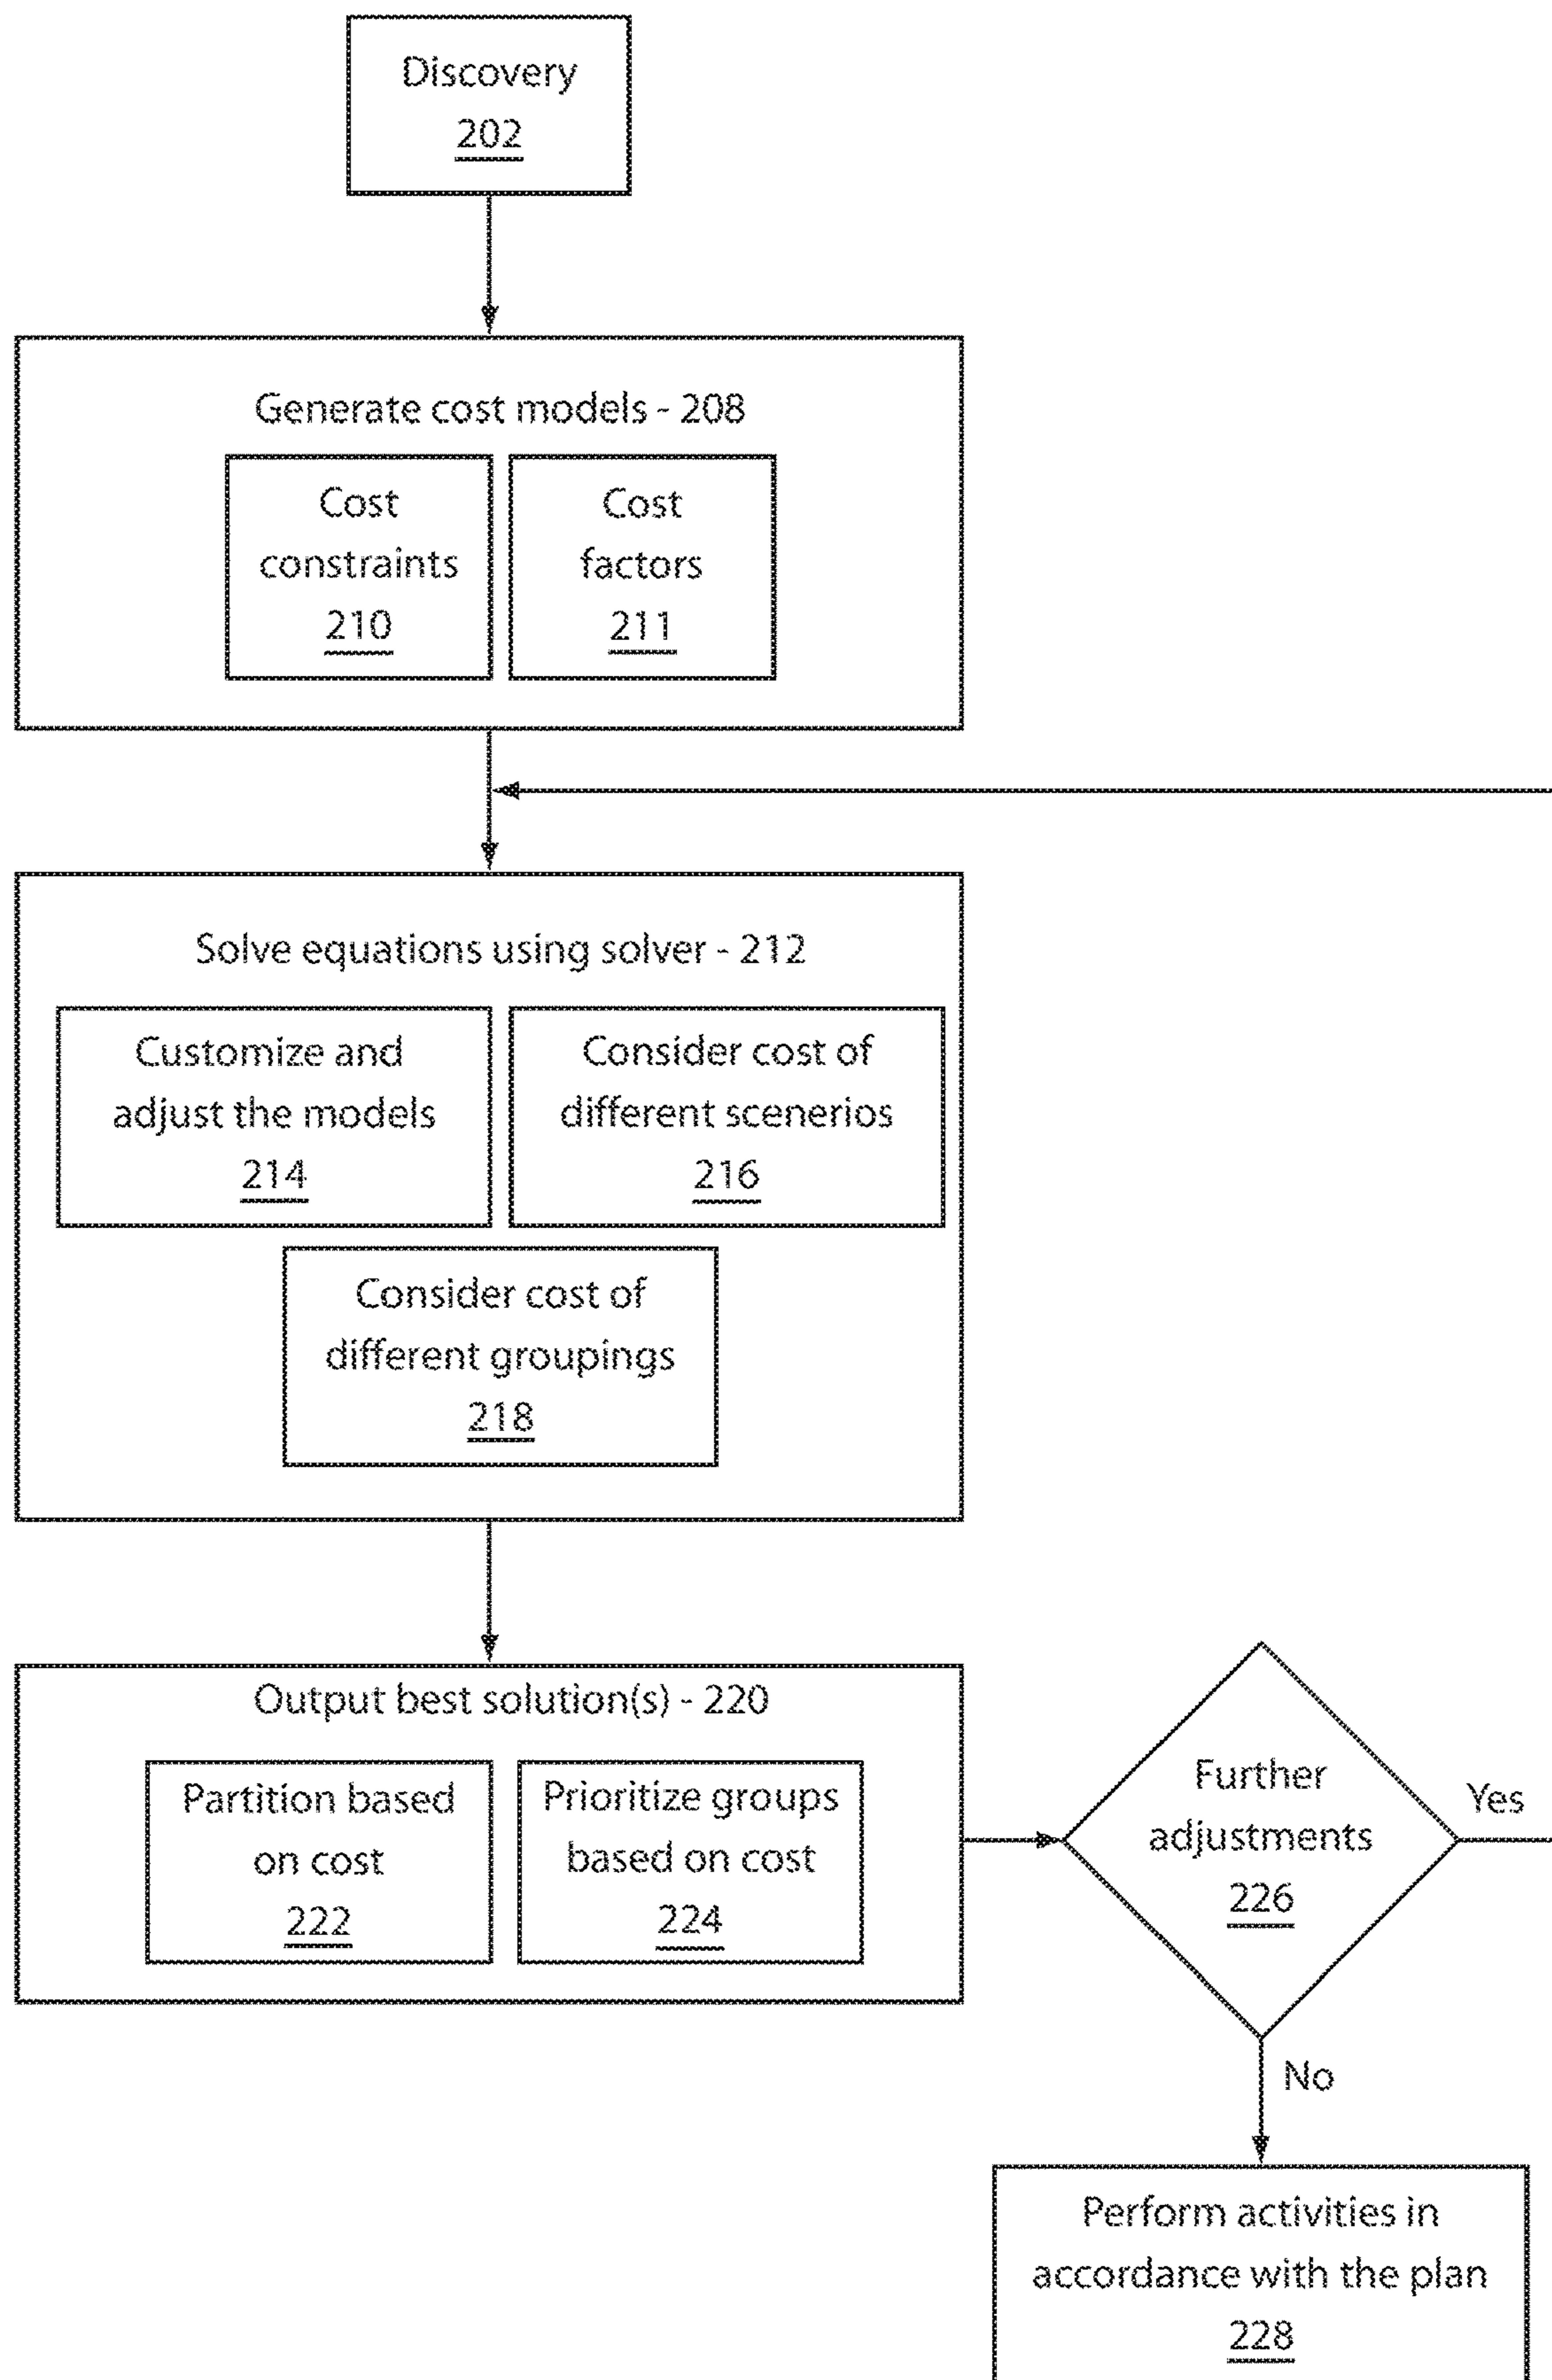 Discovery
202
Generate cost models - 208
Cost
constraints
210
Cost
factors
211
Solve equations using solver - 212
Customize and
adjust the models
214
Consider cost of
different scenerios
216
Consider cost of
different groupings
218
Output best solution(s) - 220
Partition based
on cost
222
Prioritize groups
based on cost
224
Further
adjustments
226
Yes
No
Perform activities in
accordance with the plan
228